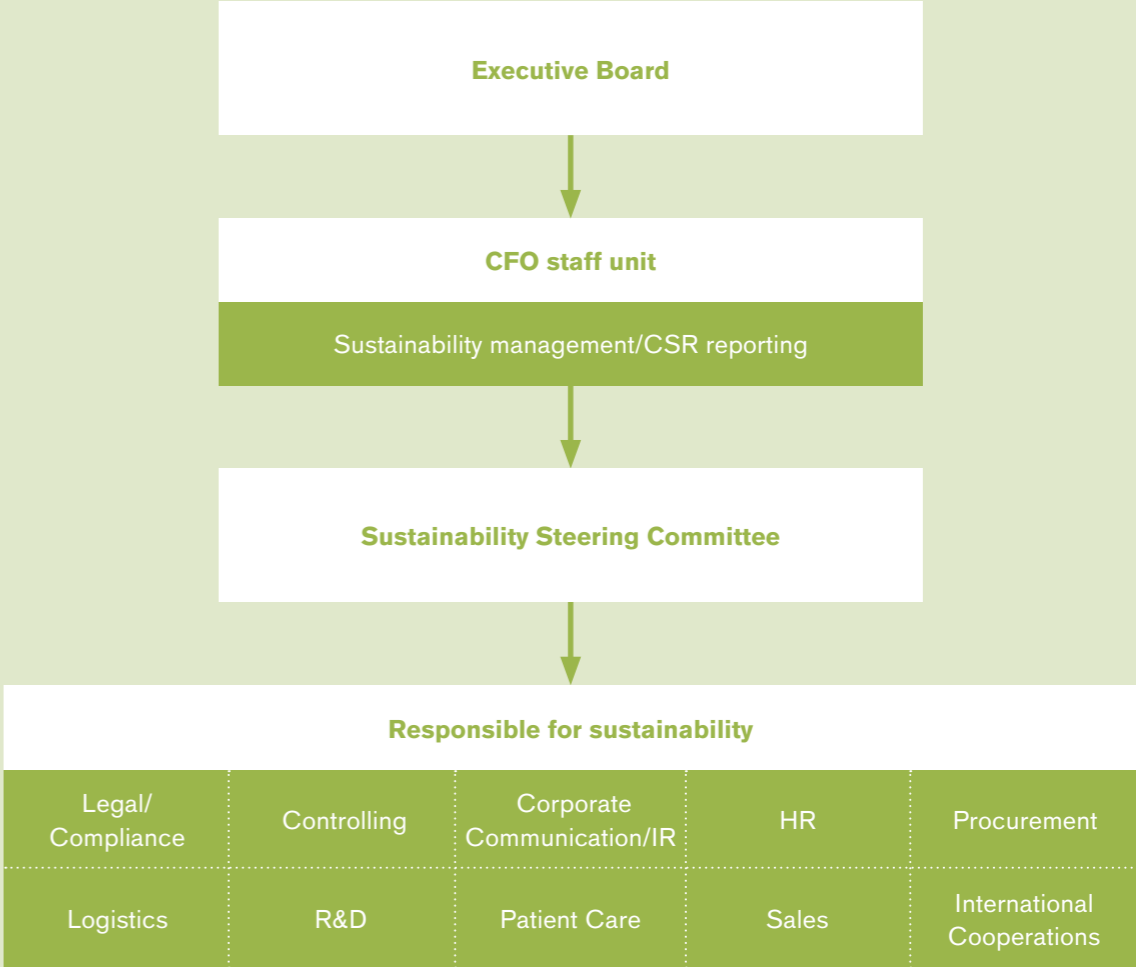 Executive Board
CFO staff unit
Sustainability management/CSR reporting
Sustainability Steering Committee
Responsible for sustainability
Legal/
Compliance
Controlling
Corporate
Communication/IR
HR
Procurement
Logistics
R&D
Patient Care
Sales
International
Cooperations